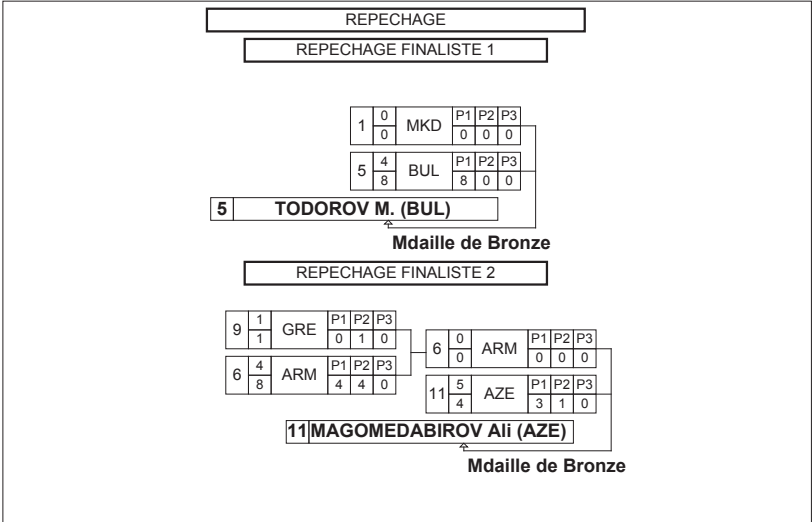 REPECHAGE
REPECHAGE FINALISTE 1
1 0 MKD P1 P2 P3
0 0 0 0
5 4 BUL P1 P2 P3
8 8 0 0
5 TODOROV M. (BUL)
Mdaille de Bronze
REPECHAGE FINALISTE 2
9 1 GRE P1 P2 P3
1 0 1 0
6 4 ARM P1 P2 P3
8 4 4 0
6 0 ARM P1 P2 P3
0 0 0 0
11 5 AZE P1 P2 P3
4 3 1 0
11 MAGOMEDABIROV Ali (AZE)
Mdaille de Bronze